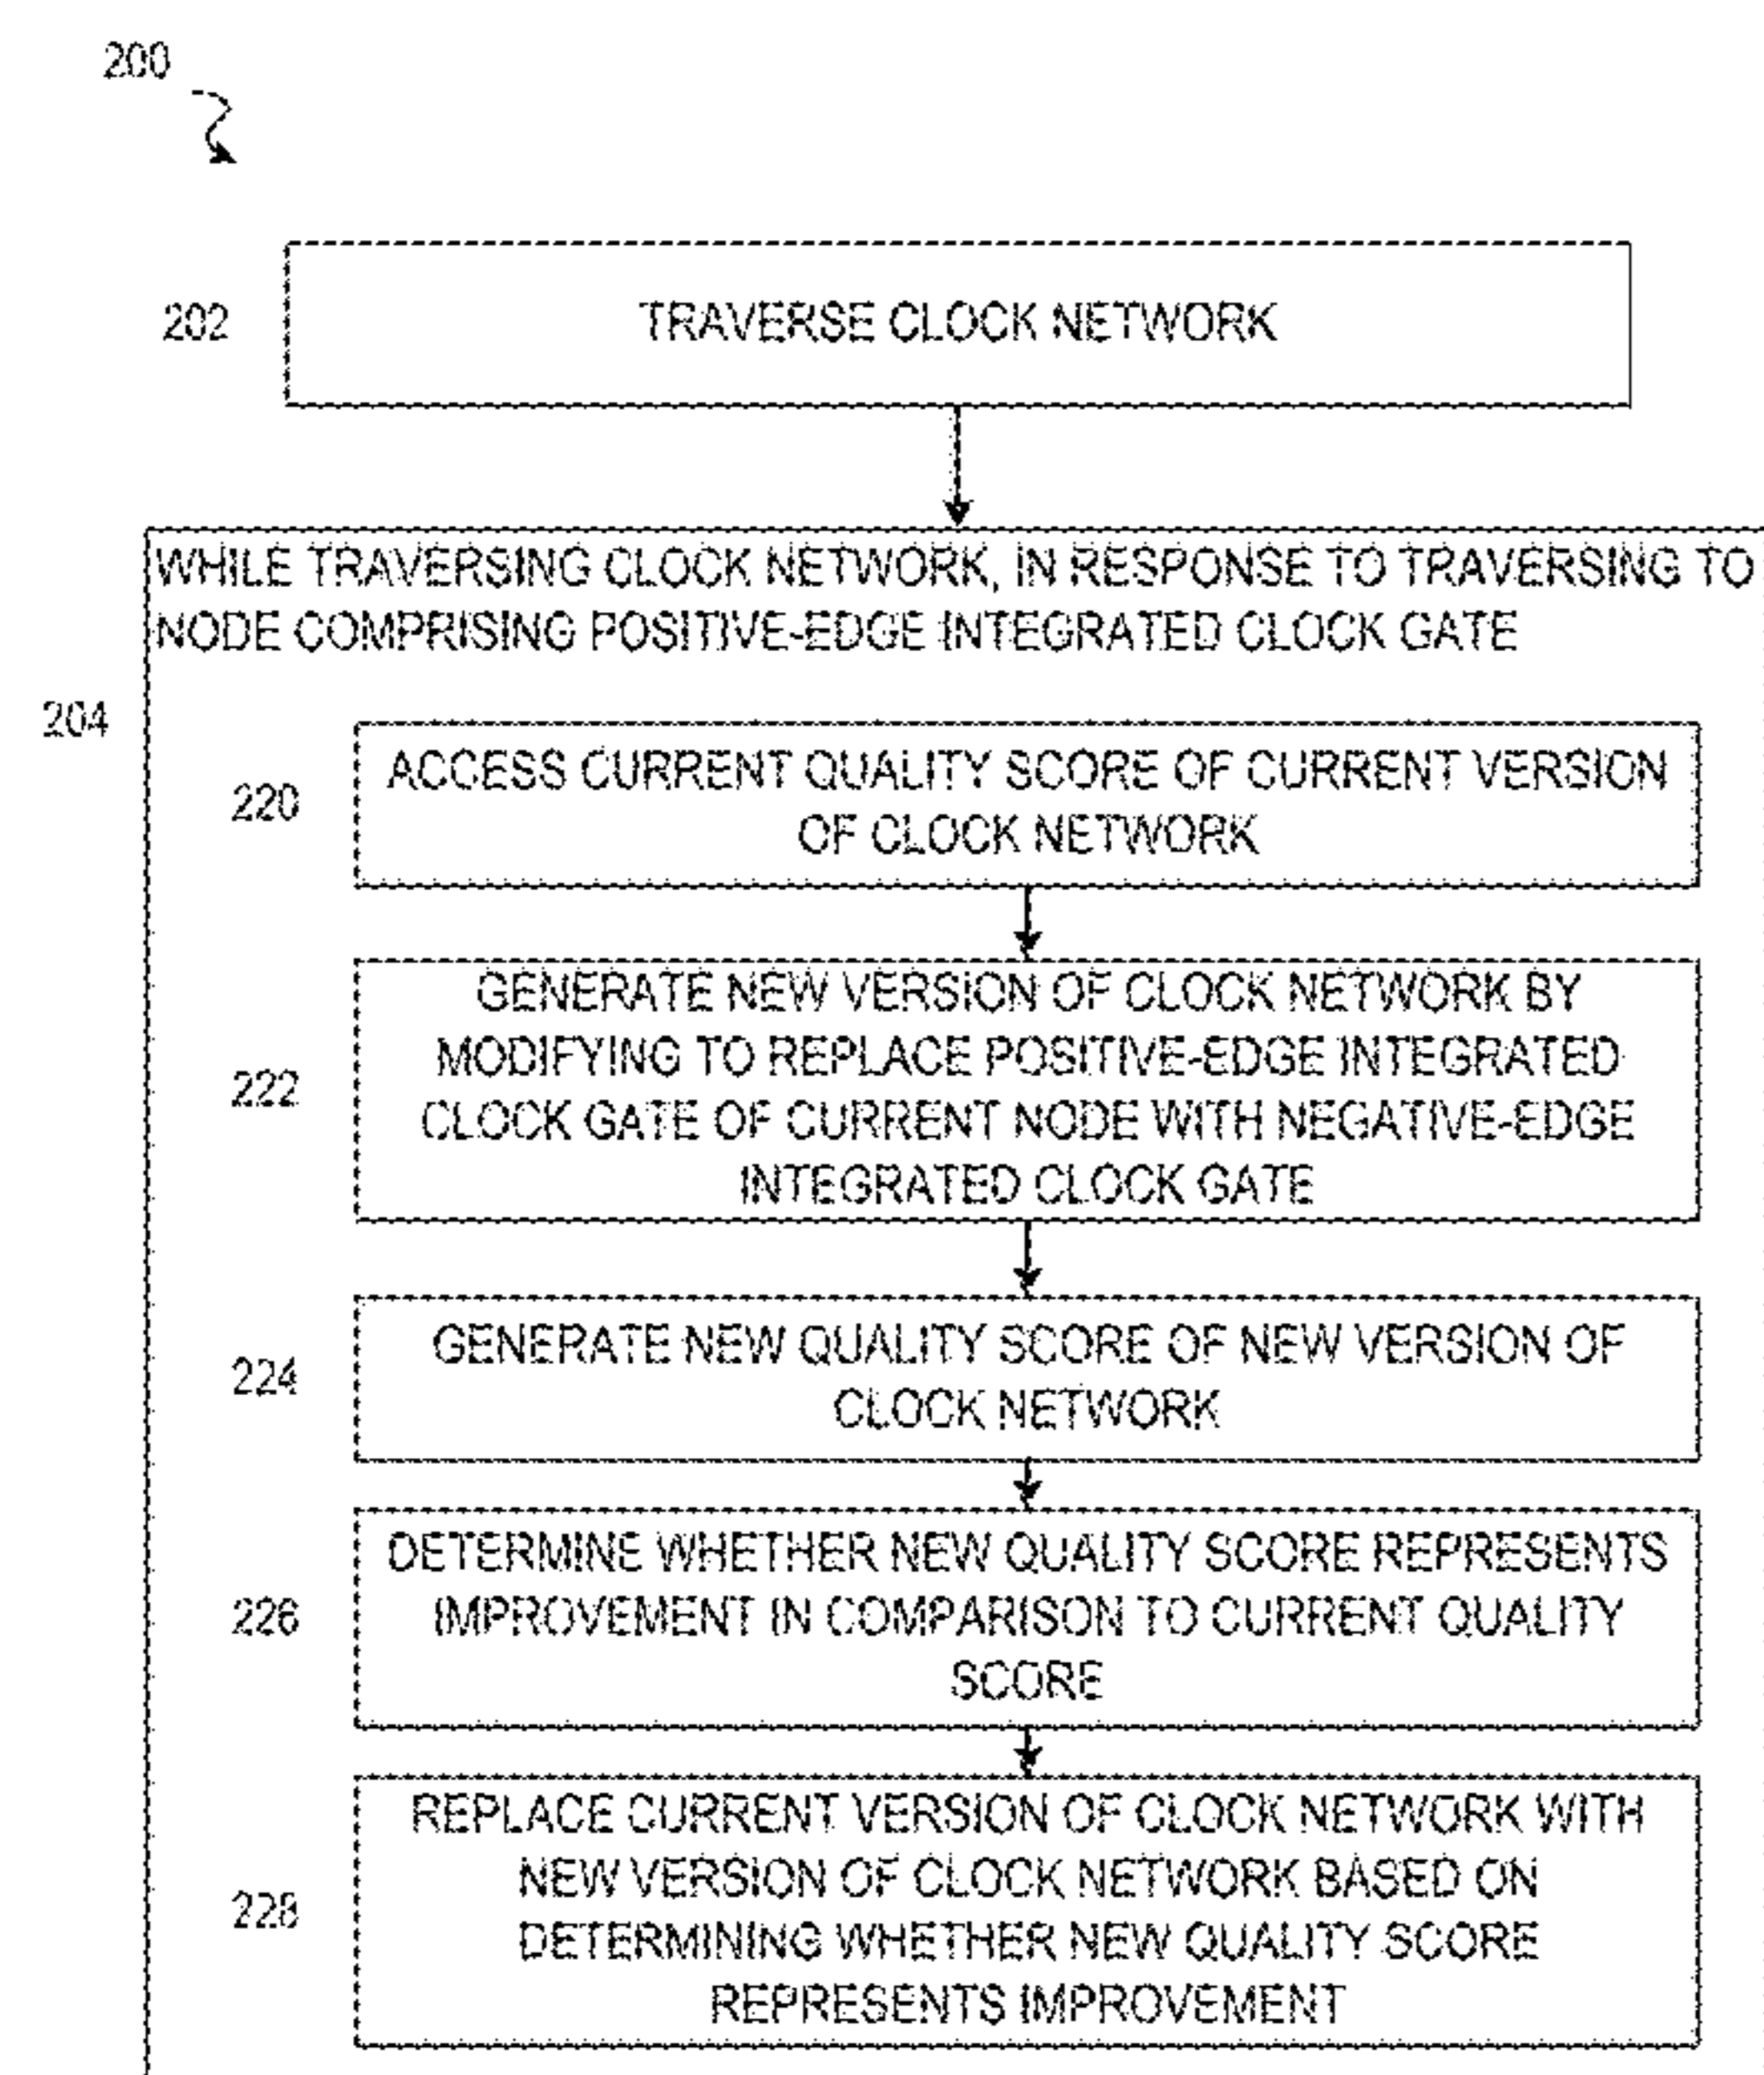 200
202
TRAVERSE CLOCK NETWORK
WHILE TRAVERSING CLOCK NETWORK, IN RESPONSE TO TRAVERSING TO
NODE COMPRISING POSITIVE-EDGE INTEGRATED CLOCK GATE
204
220
ACCESS CURRENT QUALITY SCORE OF CURRENT VERSION
OF CLOCK NETWORK
222
GENERATE NEW VERSION OF CLOCK NETWORK BY
MODIFYING TO REPLACE POSITIVE-EDGE INTEGRATED
CLOCK GATE OF CURRENT NODE WITH NEGATIVE-EDGE
INTEGRATED CLOCK GATE
224
GENERATE NEW QUALITY SCORE OF NEW VERSION OF
CLOCK NETWORK
226
DETERMINE WHETHER NEW QUALITY SCORE REPRESENTS
IMPROVEMENT IN COMPARISON TO CURRENT QUALITY
SCORE
228
REPLACE CURRENT VERSION OF CLOCK NETWORK WITH
NEW VERSION OF CLOCK NETWORK BASED ON
DETERMINING WHETHER NEW QUALITY SCORE
REPRESENTS IMPROVEMENT